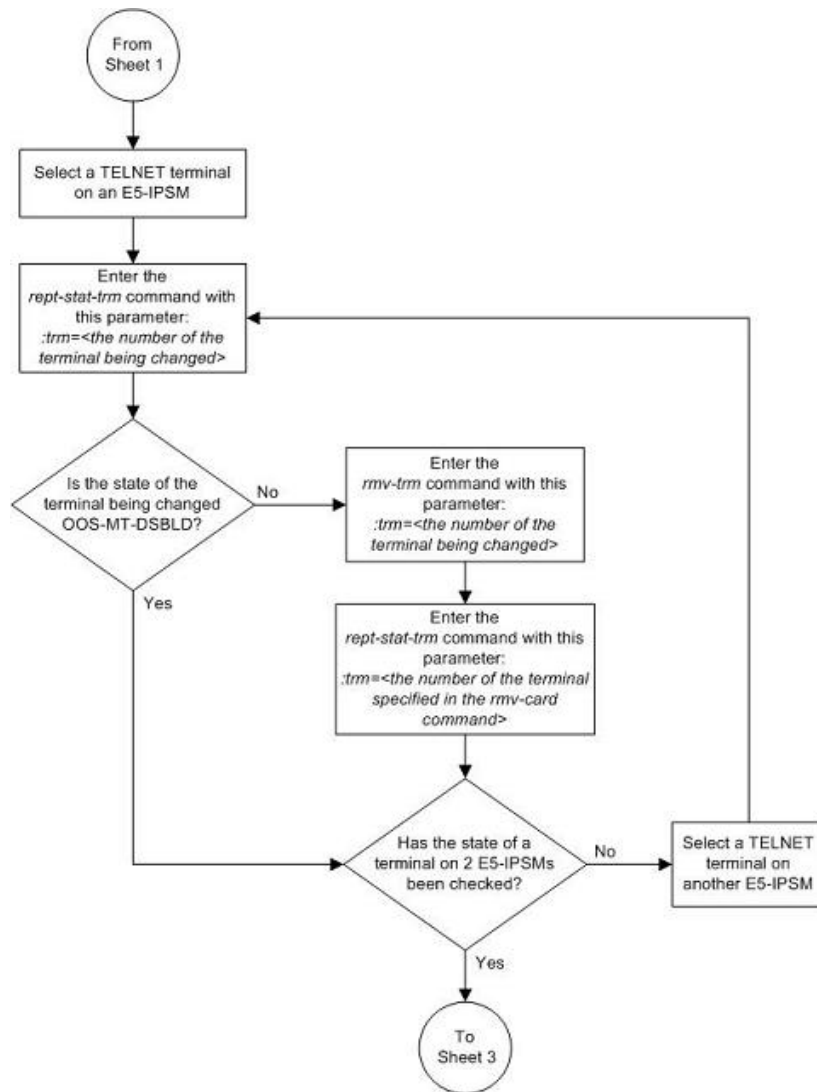 From
Sheet 1
Select a TELNET terminal
on an E5-IPSM
Enter the
rept-stat-trm command with
this parameter:
:trm=<the number of the
terminal being changed>
Is the state of the
terminal being changed
OOS-MT-DSBLD?
No
Yes
Enter the
rmv-trm command with this
parameter:
:trm=<the number of the
terminal being changed>
Enter the
rept-stat-trm command with this
parameter:
:trm=<the number of the terminal
specified in the rmv-card
command>
Has the state of a
terminal on 2 E5-IPSMs
been checked?
No
Select a TELNET
terminal on
another E5-IPSM
Yes
To
Sheet 3